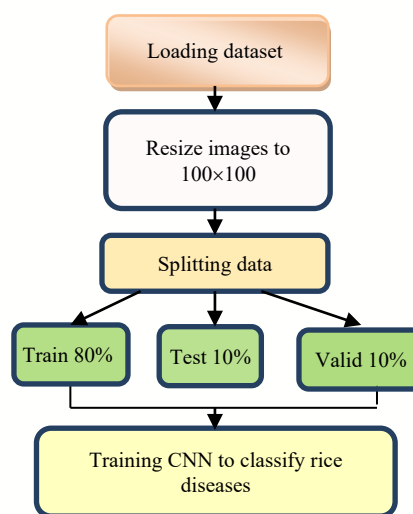 Loading dataset
Resize images to
100×100
Splitting data
Train 80%
Test 10%
Valid 10%
Training CNN to classify rice
diseases